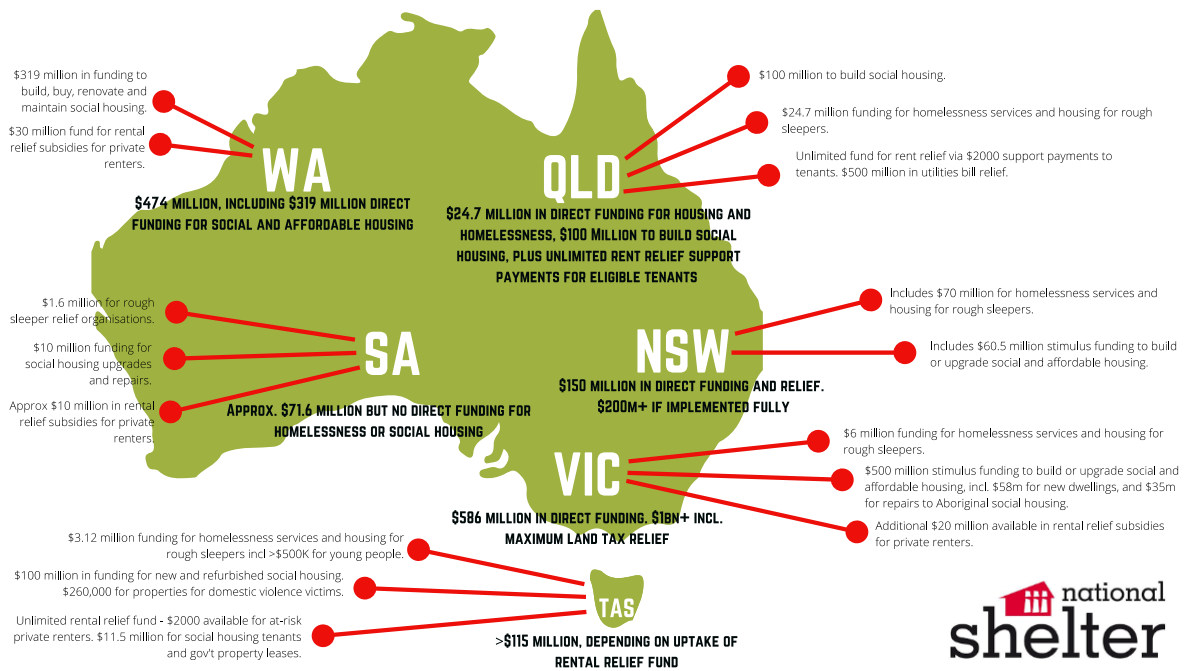 $319 million in funding to
build, buy, renovate and
maintain social housing.
$30 million fund for rental
relief subsidies for private
renters.
WA
$474 MILLION, INCLUDING $319 MILLION DIRECT
FUNDING FOR SOCIAL AND AFFORDABLE HOUSING
$100 million to build social housing.
$24.7 million funding for homelessness services and housing for rough
sleepers.
Unlimited fund for rent relief via $2000 support payments to
tenants. $500 million in utilities bill relief.
QLD
$24.7 MILLION IN DIRECT FUNDING FOR HOUSING AND
HOMELESSNESS, $100 MILLION TO BUILD SOCIAL
HOUSING, PLUS UNLIMITED RENT RELIEF SUPPORT
PAYMENTS FOR ELIGIBLE TENANTS
$1.6 million for rough
sleeper relief organisations.
$10 million funding for
social housing upgrades
and repairs.
Approx $10 million in rental
relief subsidies for private
renters.
SA
APPROX. $71.6 MILLION BUT NO DIRECT FUNDING FOR
HOMELESSNESS OR SOCIAL HOUSING
Includes $70 million for homelessness services and
housing for rough sleepers.
Includes $60.5 million stimulus funding to build
or upgrade social and affordable housing.
NSW
$150 MILLION IN DIRECT FUNDING AND RELIEF.
$200M+ IF IMPLEMENTED FULLY
$6 million funding for homelessness services and housing for
rough sleepers.
$500 million stimulus funding to build or upgrade social and
affordable housing, incl. $58m for new dwellings, and $35m
for repairs to Aboriginal social housing.
Additional $20 million available in rental relief subsidies
for private renters.
VIC
$586 MILLION IN DIRECT FUNDING. $1BN+ INCL.
MAXIMUM LAND TAX RELIEF
$3.12 million funding for homelessness services and housing for
rough sleepers incl >$500K for young people.
$100 million in funding for new and refurbished social housing.
$260,000 for properties for domestic violence victims.
Unlimited rental relief fund - $2000 available for at-risk
private renters. $11.5 million for social housing tenants
and gov't property leases.
TAS
>$115 MILLION, DEPENDING ON UPTAKE OF
RENTAL RELIEF FUND
national
shelter